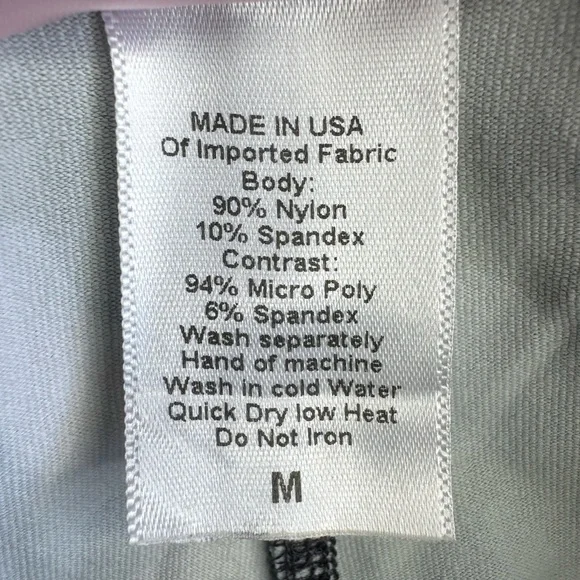 MADE IN USA
Of Imported Fabric
Body:
90% Nylon
10% Spandex
Contrast:
94% Micro Poly
6% Spandex
Wash separately
Hand of machine
Wash in cold Water
Quick Dry low Heat
Do Not Iron
M